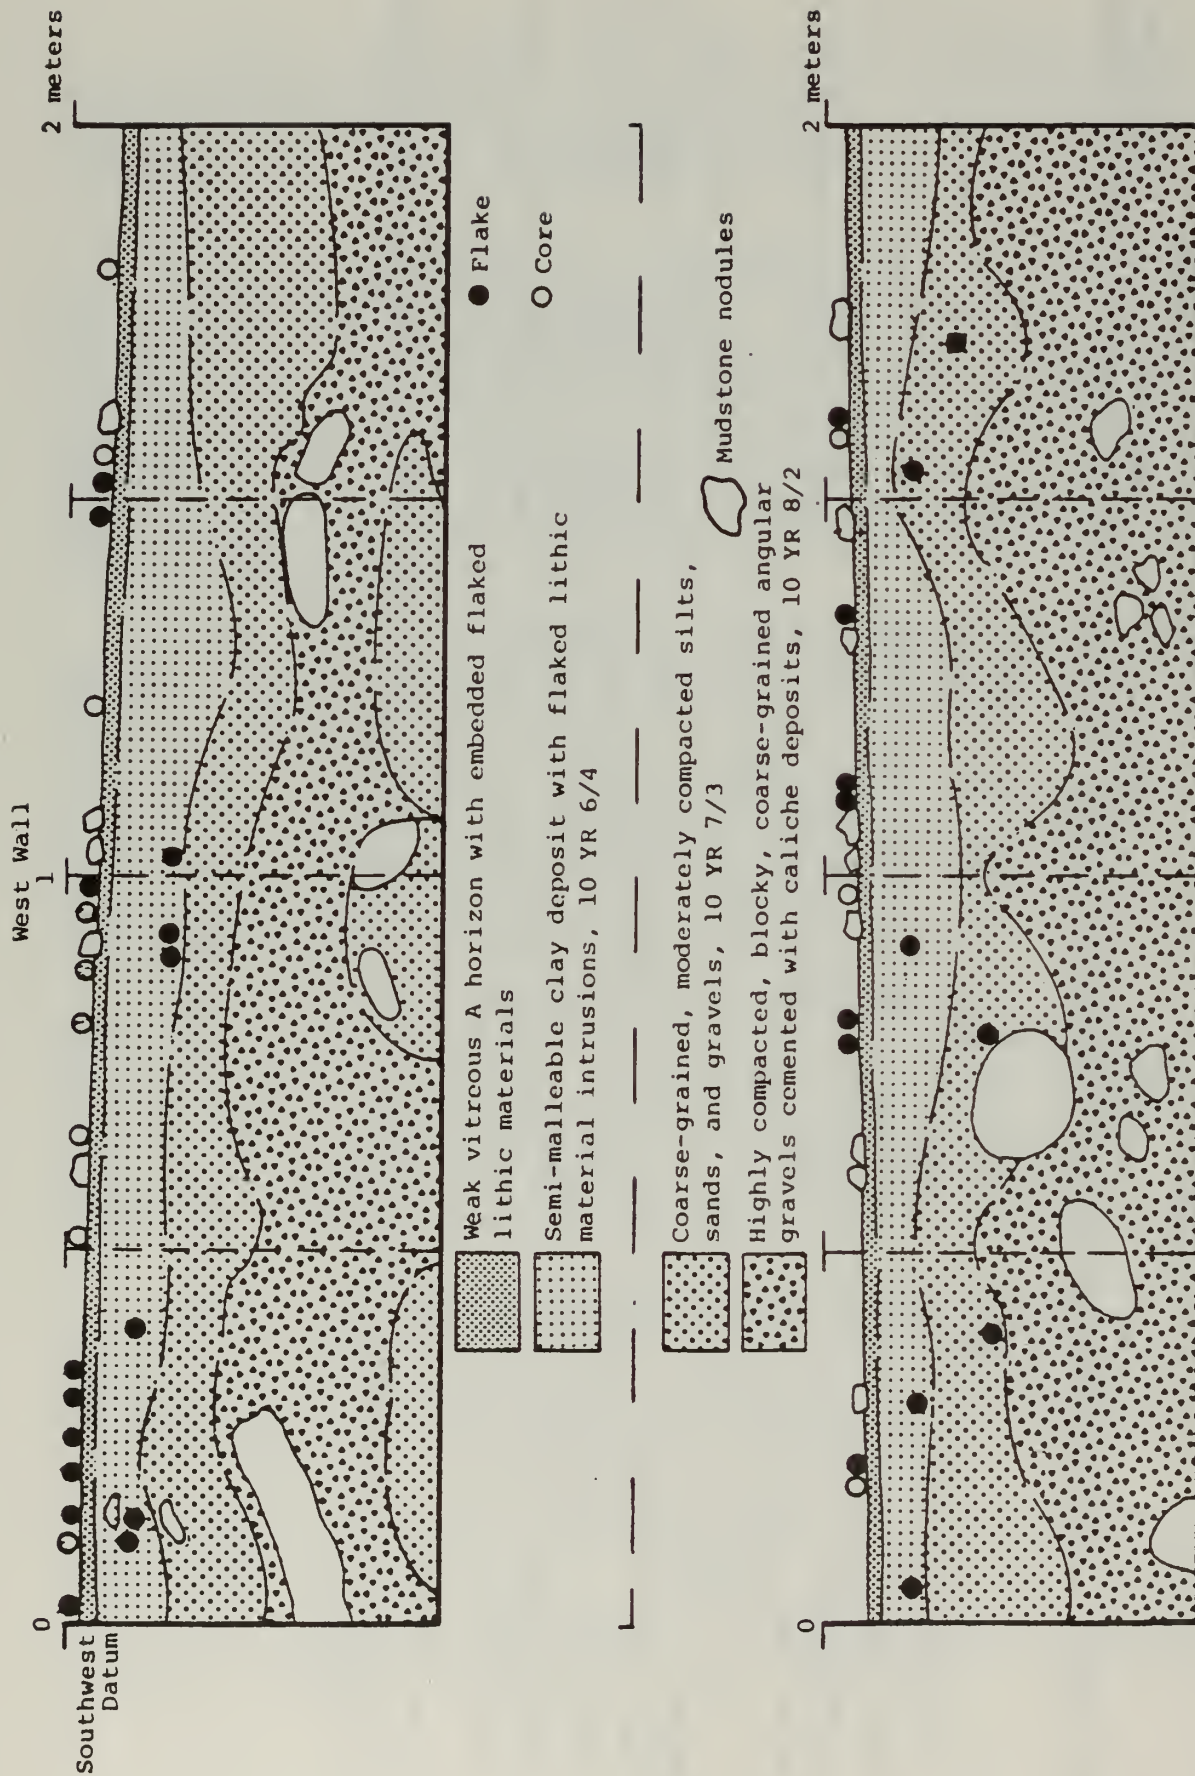 West Wall
0
1
2 meters
Southwest
Datum
Weak vitreous A horizon with embedded flaked
lithic materials
Semi-malleable clay deposit with flaked lithic
material intrusions, 10 YR 6/4
Flake
Core
Coarse-grained, moderately compacted silts,
sands, and gravels, 10 YR 7/3
Highly compacted, blocky, coarse-grained angular
gravels cemented with caliche deposits, 10 YR 8/2
Mudstone nodules
0
2 meters